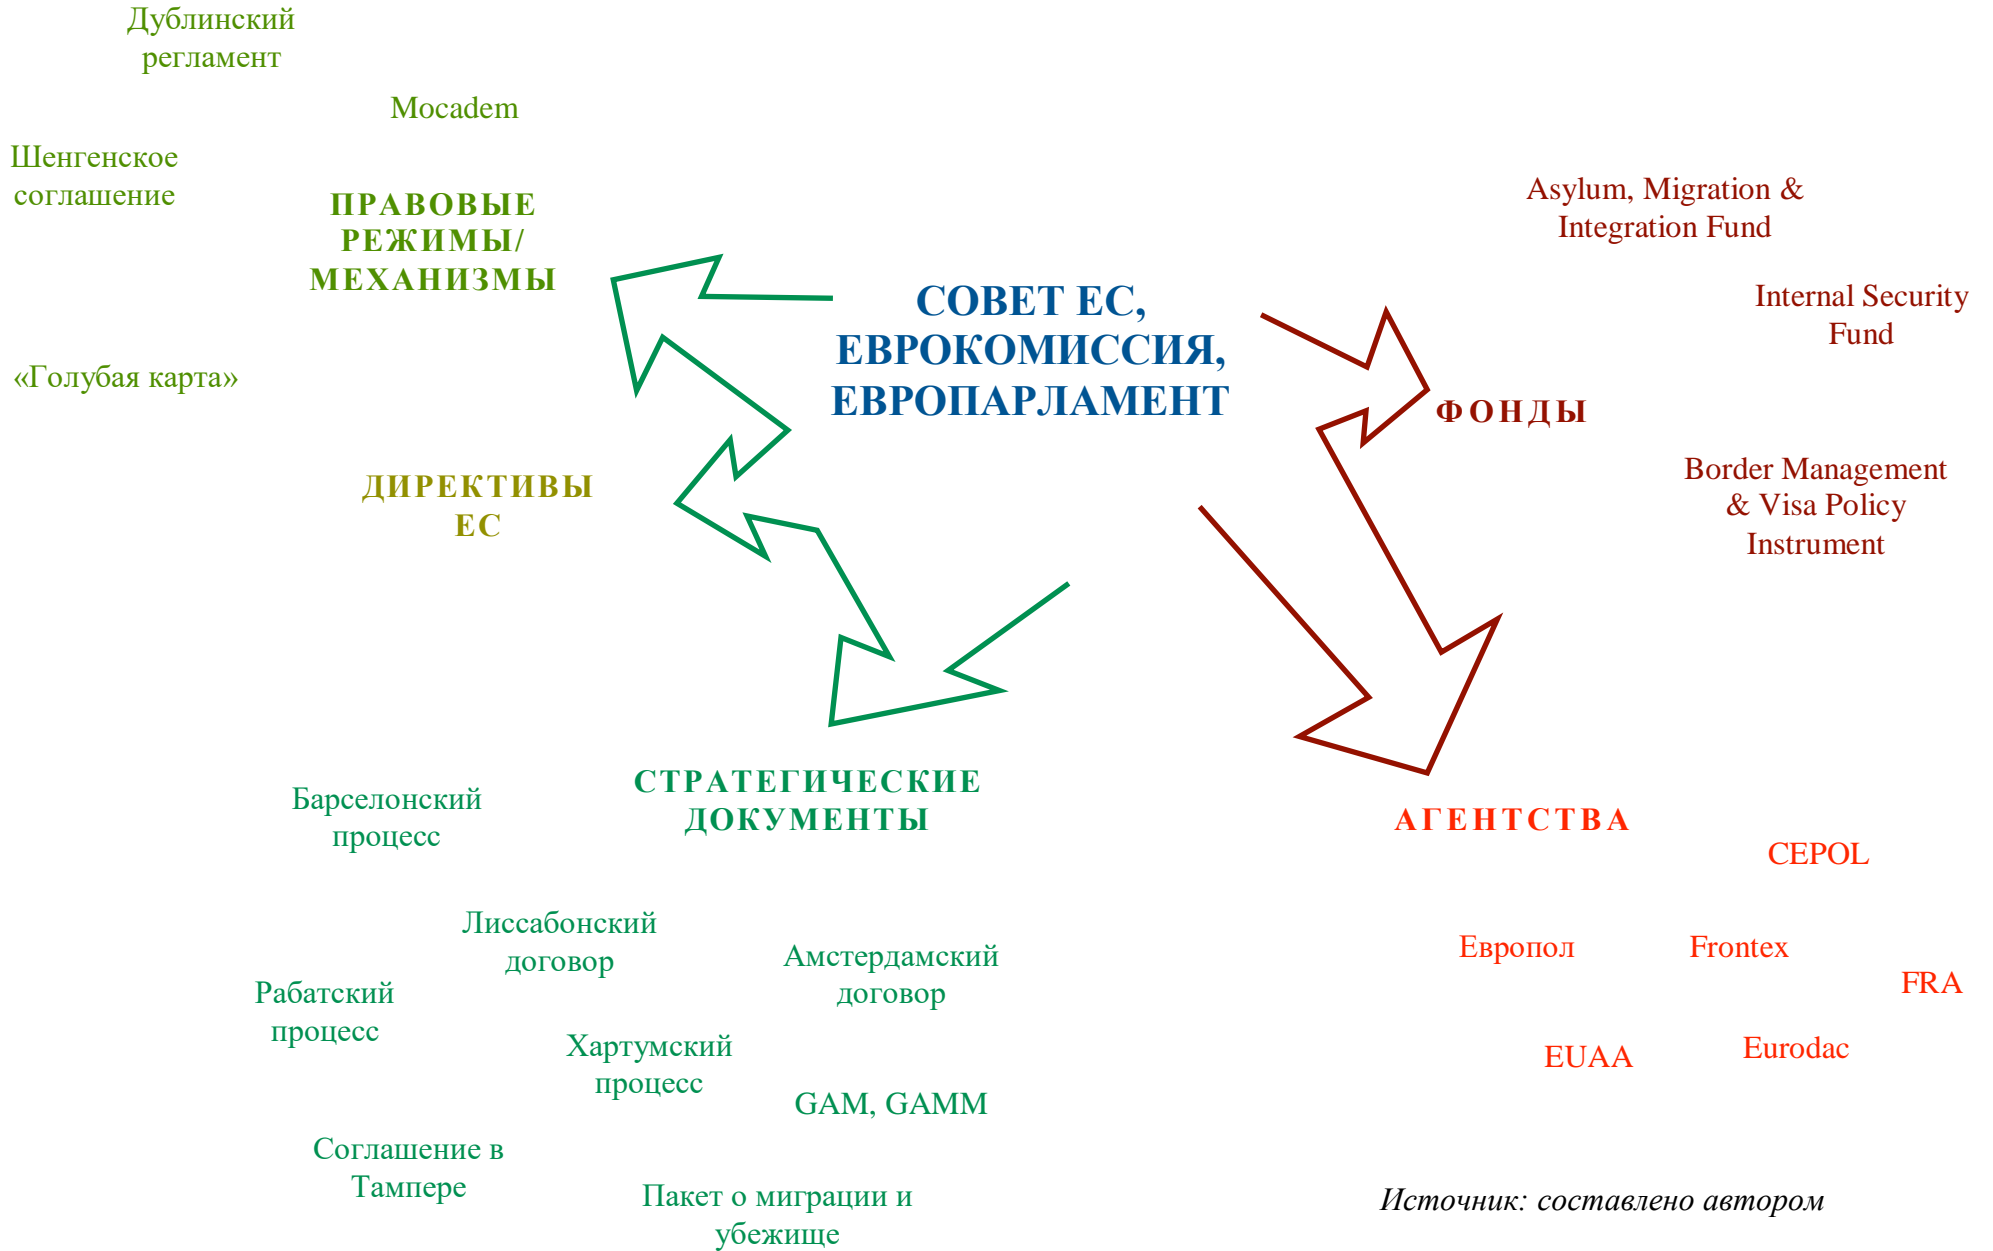 Дублинский
регламент
Mocadem
Шенгенское
соглашение
ПРАВОВЫЕ
РЕЖИМЫ/
МЕХАНИЗМЫ
«Голубая карта»
ДИРЕКТИВЫ
ЕС
СОВЕТ ЕС,
ЕВРОКОМИССИЯ,
ЕВРОПАРЛАМЕНТ
Asylum, Migration &
Integration Fund
Internal Security
Fund
ФОНДЫ
Border Management
& Visa Policy
Instrument
СТРАТЕГИЧЕСКИЕ
ДОКУМЕНТЫ
Барселонский
процесс
Лиссабонский
договор
Амстердамский
договор
Рабатский
процесс
Хартумский
процесс
GAM, GAMM
Соглашение в
Тампере
Пакет о миграции и
убежище
АГЕНТСТВА
CEPOL
Европол
Frontex
FRA
EUAA
Eurodac
Источник: составлено автором